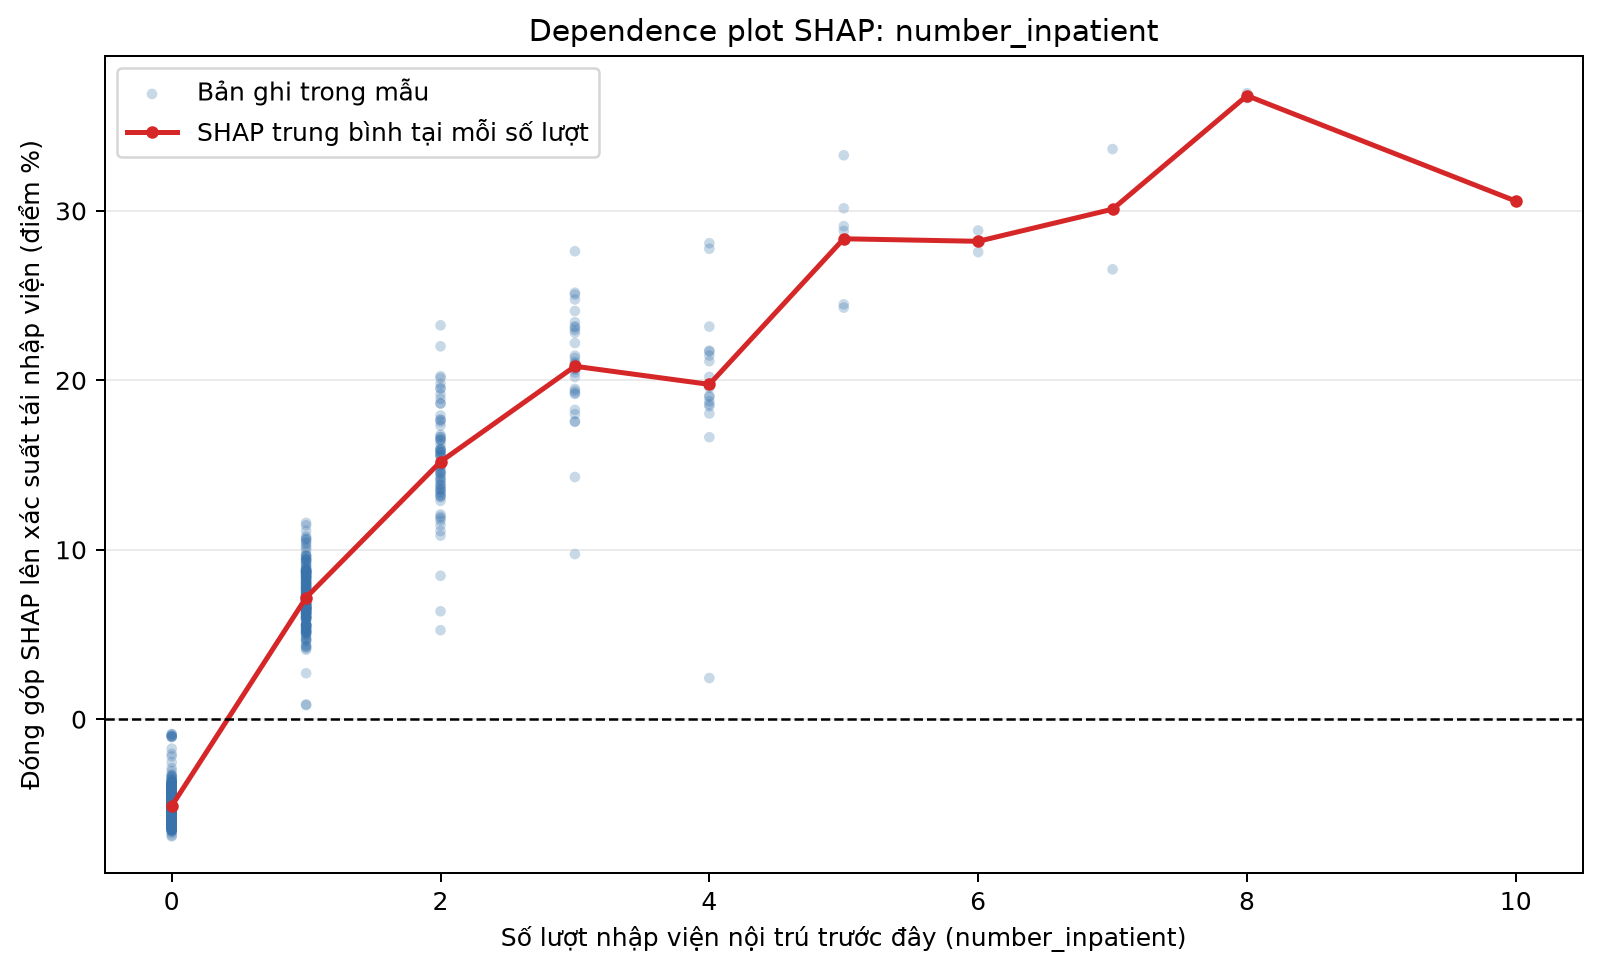 Dependence plot SHAP: number_inpatient
Bản ghi trong mẫu
SHAP trung bình tại mỗi số lượt
Đóng góp SHAP lên xác suất tái nhập viện (điểm %)
30
20
10
0
0 2 4 6 8 10
Số lượt nhập viện nội trú trước đây (number_inpatient)